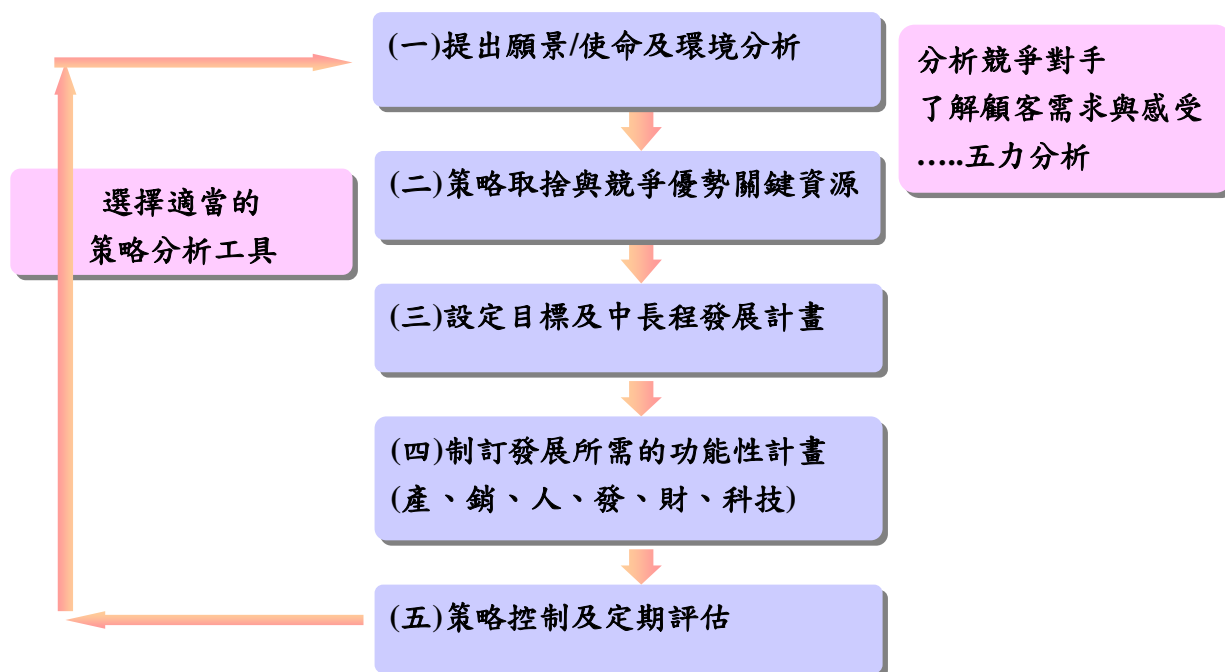 (一)提出願景/使命及環境分析
分析競爭對手
了解顧客需求與感受
…..五力分析
(二)策略取捨與競爭優勢關鍵資源
選擇適當的
策略分析工具
(三)設定目標及中長程發展計畫
(四)制訂發展所需的功能性計畫
(產、銷、人、發、財、科技)
(五)策略控制及定期評估